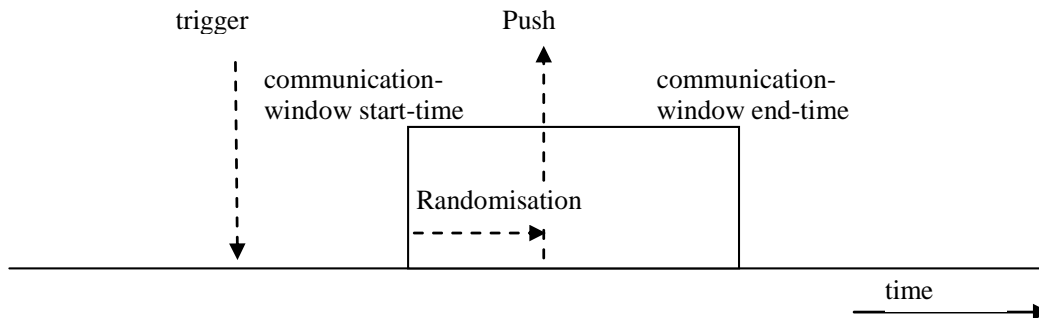 trigger
Push
communication-
window start-time
communication-
window end-time
Randomisation
time